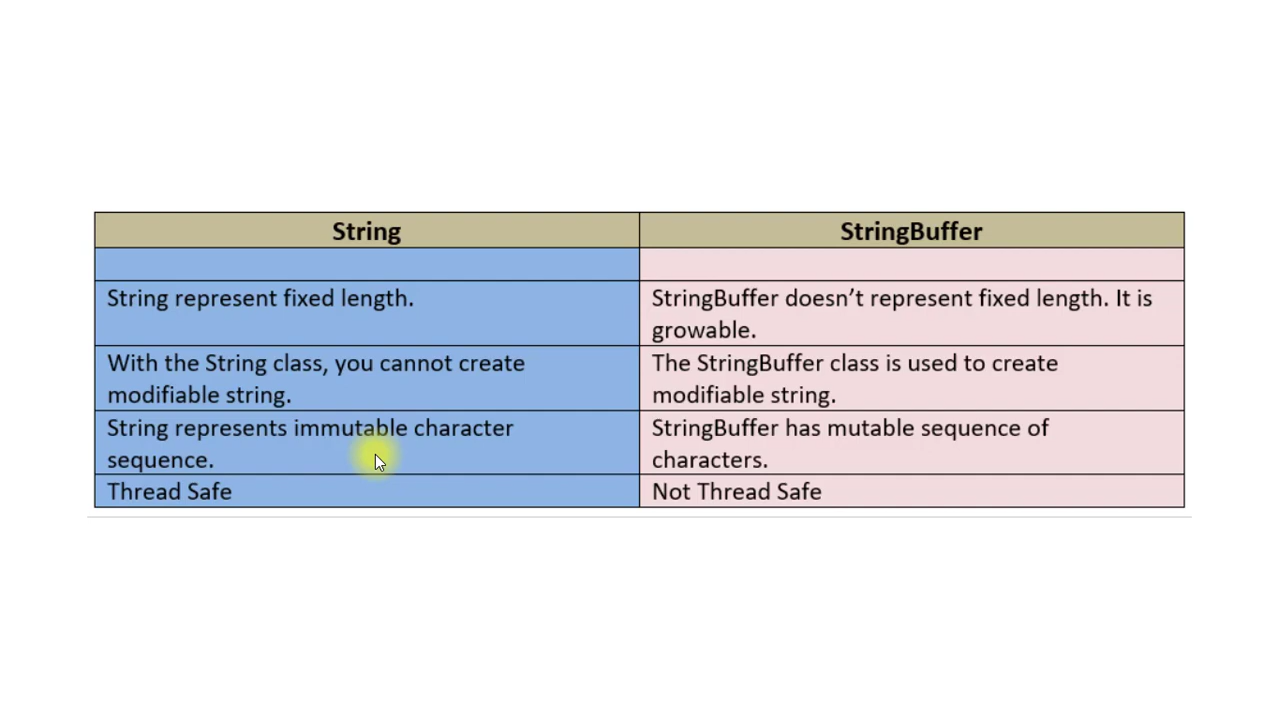 String
StringBuffer
String represent fixed length.
StringBuffer doesn’t represent fixed length. It is
growable.
With the String class, you cannot create
modifiable string.
The StringBuffer class is used to create
modifiable string.
String represents immutable character
sequence.
StringBuffer has mutable sequence of
characters.
Thread Safe
Not Thread Safe